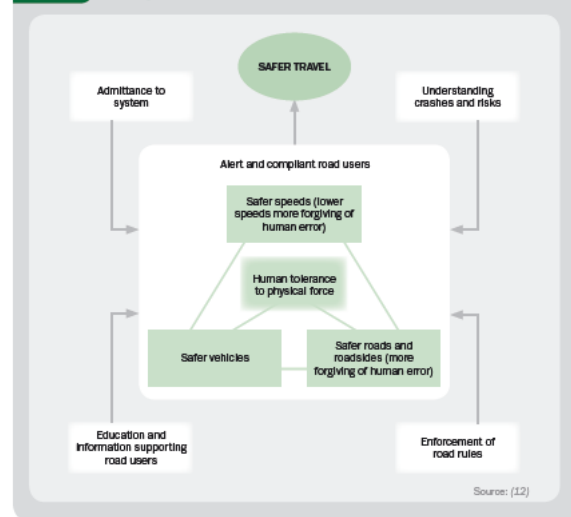 SAFER TRAVEL
Admittance to
system
Understanding
crashes and risks
Alert and compliant road users
Safer speeds (lower
speeds more forgiving of
human error)
Human tolerance
to physical force
Safer vehicles
Safer roads and
roadsides (more
forgiving of human error)
Education and
information supporting
road users
Enforcement of
road rules
Source: (12)